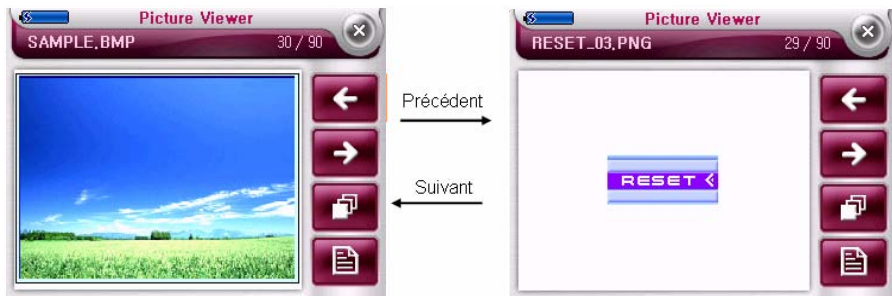 Picture Viewer
SAMPLE.BMP 30 / 90
Précédent
Suivant
Picture Viewer
RESET_03.PNG 29 / 90
RESET